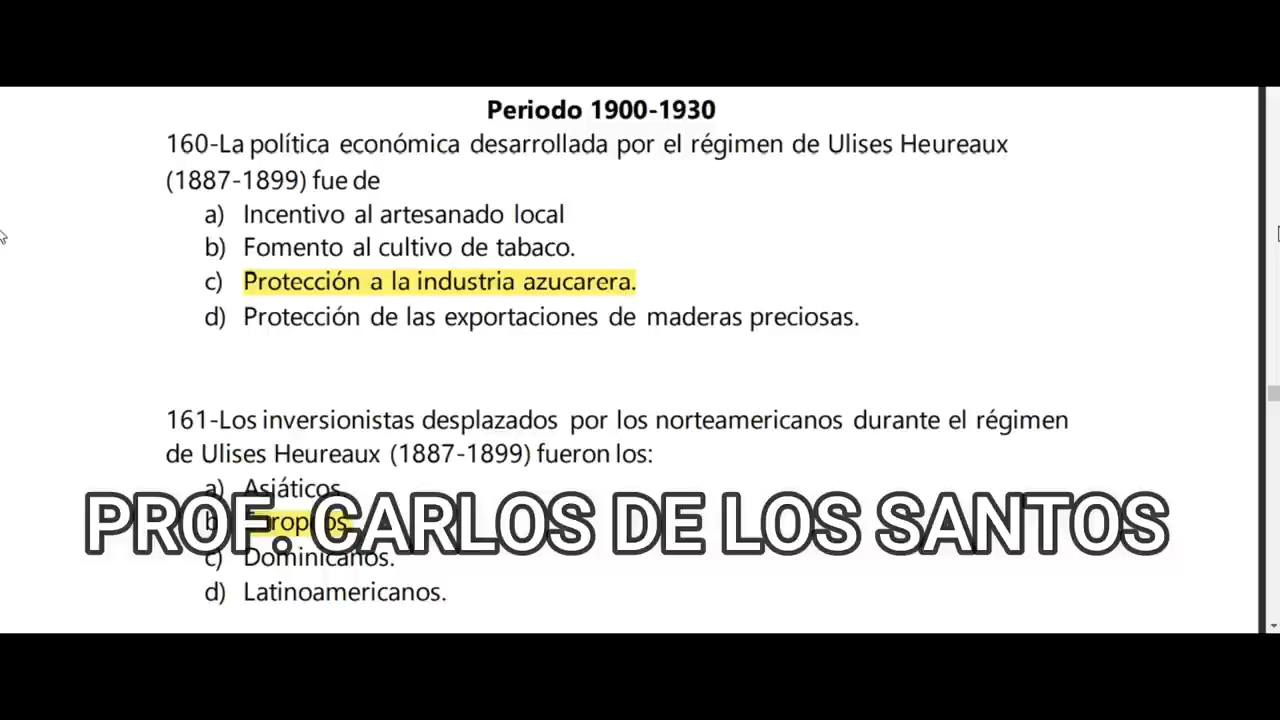 Periodo 1900-1930
160-La política económica desarrollada por el régimen de Ulises Heureaux
(1887-1899) fue de
a) Incentivo al artesanado local
b) Fomento al cultivo de tabaco.
c) Protección a la industria azucarera.
d) Protección de las exportaciones de maderas preciosas.
161-Los inversionistas desplazados por los norteamericanos durante el régimen
de Ulises Heureaux (1887-1899) fueron los:
a) Asiáticos
PROF. CARLOS DE LOS SANTOS
c) Dominicanos.
d) Latinoamericanos.